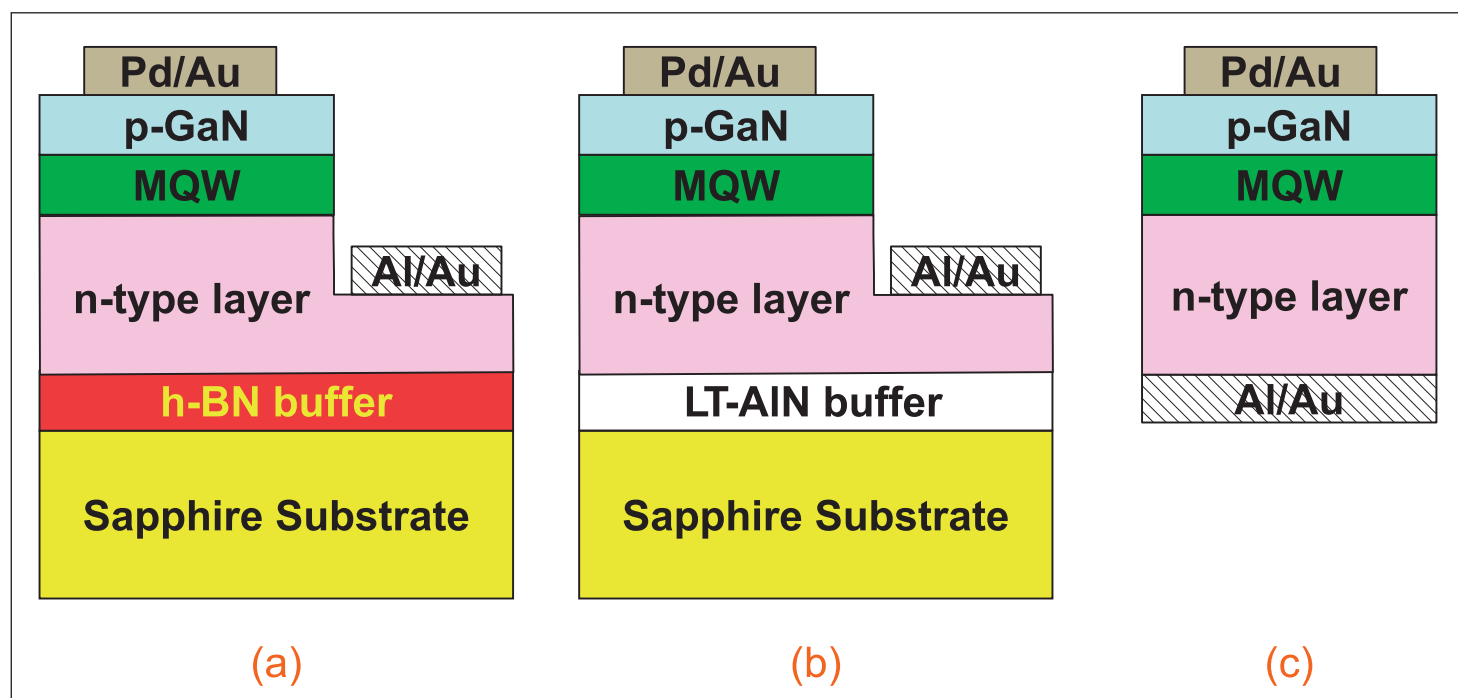 Pd/Au
p-GaN
MQW
n-type layer
Al/Au
h-BN buffer
Sapphire Substrate
(a)
Pd/Au
p-GaN
MQW
n-type layer
Al/Au
LT-AlN buffer
Sapphire Substrate
(b)
Pd/Au
p-GaN
MQW
n-type layer
Al/Au
(c)